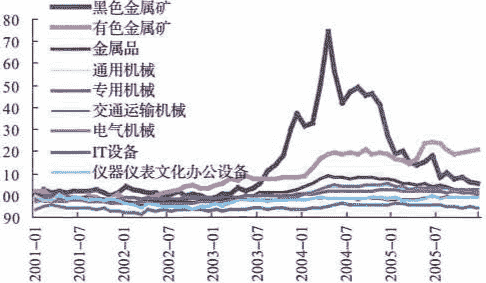 黑色金属矿
有色金属矿
金属品
通用机械
专用机械
交通运输机械
电气机械
IT设备
仪器仪表文化办公设备
80
70
60
50
40
30
20
10
00
90
2001-01
2001-07
2002-01
2002-07
2003-01
2003-07
2004-01
2004-07
2005-01
2005-07